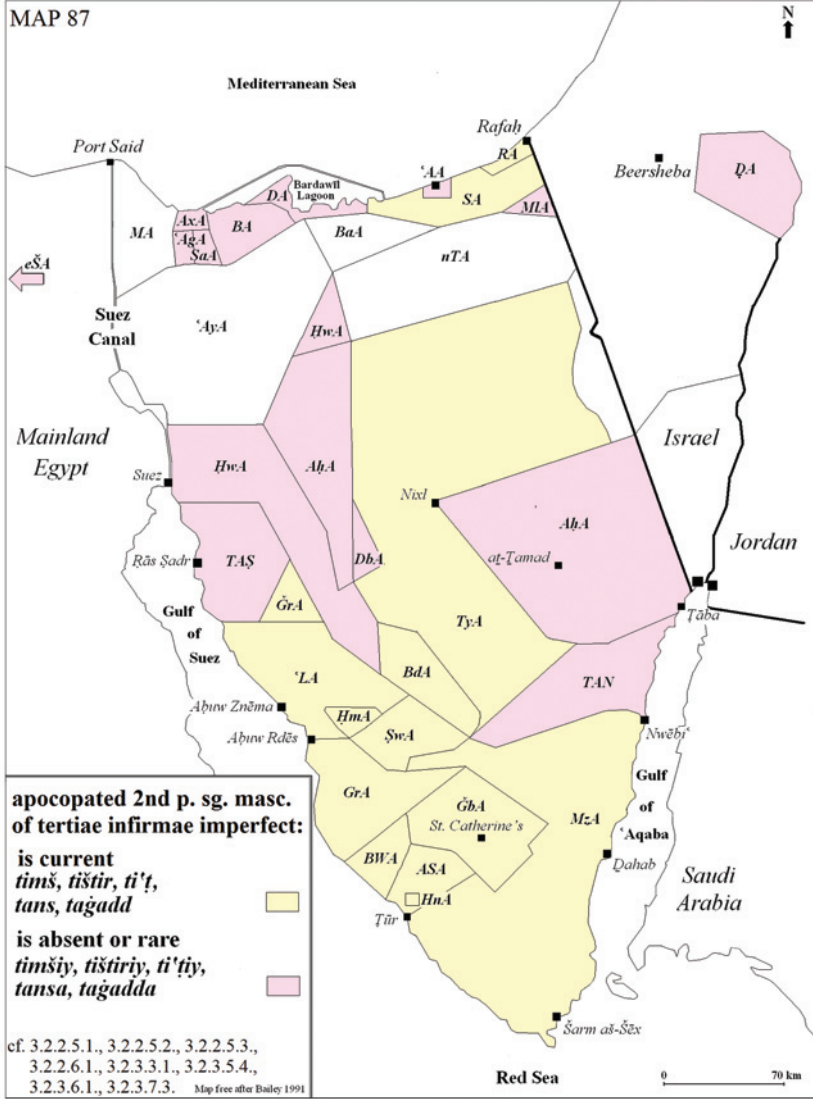 MAP 87
N
Mediterranean Sea
Port Said
Rafaḥ
RA
Beersheba
ḌA
ʿAA
Bardawīl
Lagoon
DA
SA
MlA
MA
AxA
ʿAgA
ṢaA
BA
BaA
nTA
eŠA
Suez
Canal
ʿAyA
ḤwA
Mainland
Egypt
Israel
Suez
ḤwA
AḥA
Nixl
AḥA
aṯ-Ṯamad
Jordan
Rās Ṣadr
TAṢ
DbA
ǦrA
Ṭāba
Gulf
of
Suez
TyA
ʿLA
BdA
TAN
Aḥuw Znēma
ḤmA
ṢwA
Nwēbiʿ
Aḥuw Rdēs
GrA
ǦbA
St. Catherine's
MzA
Gulf
of
ʿAqaba
BWA
ASA
Ḏahab
HnA
Ṭūr
Saudi
Arabia
Šarm aš-Šēx
Red Sea
0 70 km
apocopated 2nd p. sg. masc.
of tertiae infirmae imperfect:
is current
timš, tištir, tiʿṭ,
tans, taġadd
is absent or rare
timšiy, tištiriy, tiʿṭiy,
tansa, taġadda
cf. 3.2.2.5.1., 3.2.2.5.2., 3.2.2.5.3.,
3.2.2.6.1., 3.2.3.3.1., 3.2.3.5.4.,
3.2.3.6.1., 3.2.3.7.3. Map free after Bailey 1991